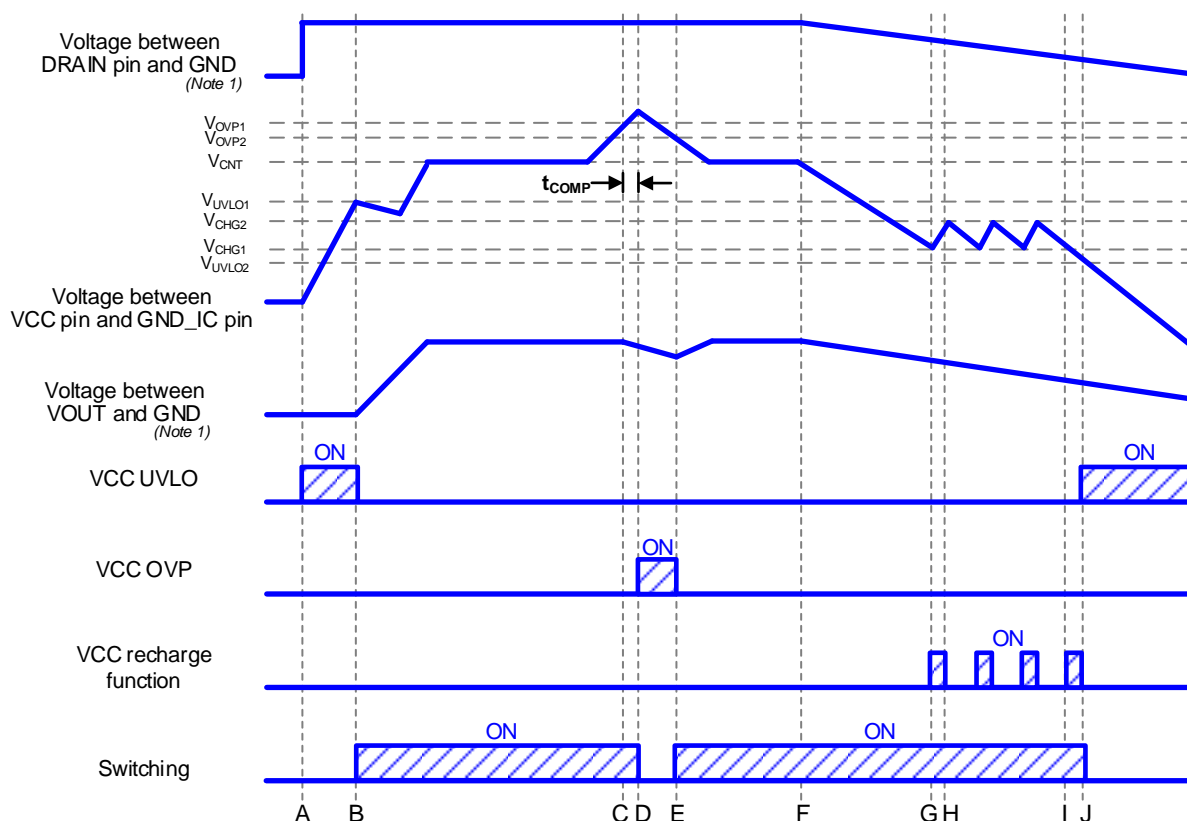 Voltage between
DRAIN pin and GND
(Note 1)
VOVP1
VOVP2
VCNT
tCOMP
VUVLO1
VCHG2
VCHG1
VUVLO2
Voltage between
VCC pin and GND_IC pin
Voltage between
VOUT and GND
(Note 1)
ON
ON
VCC UVLO
ON
VCC OVP
VCC recharge
function
ON
ON
ON
Switching
A B C D E F G H I J